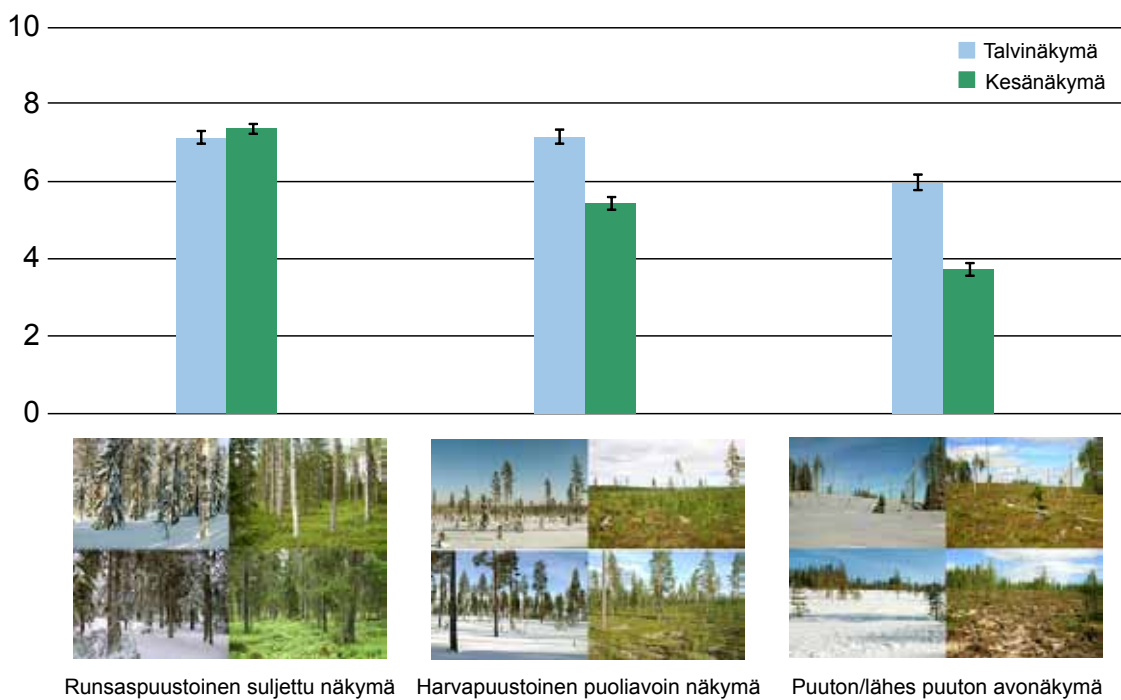 10
8
6
4
2
0
Talvinäkymä
Kesänäkymä
Runsaspuustoinen suljettu näkymä
Harvapuustoinen puoliavoin näkymä
Puuton/lähes puuton avonäkymä